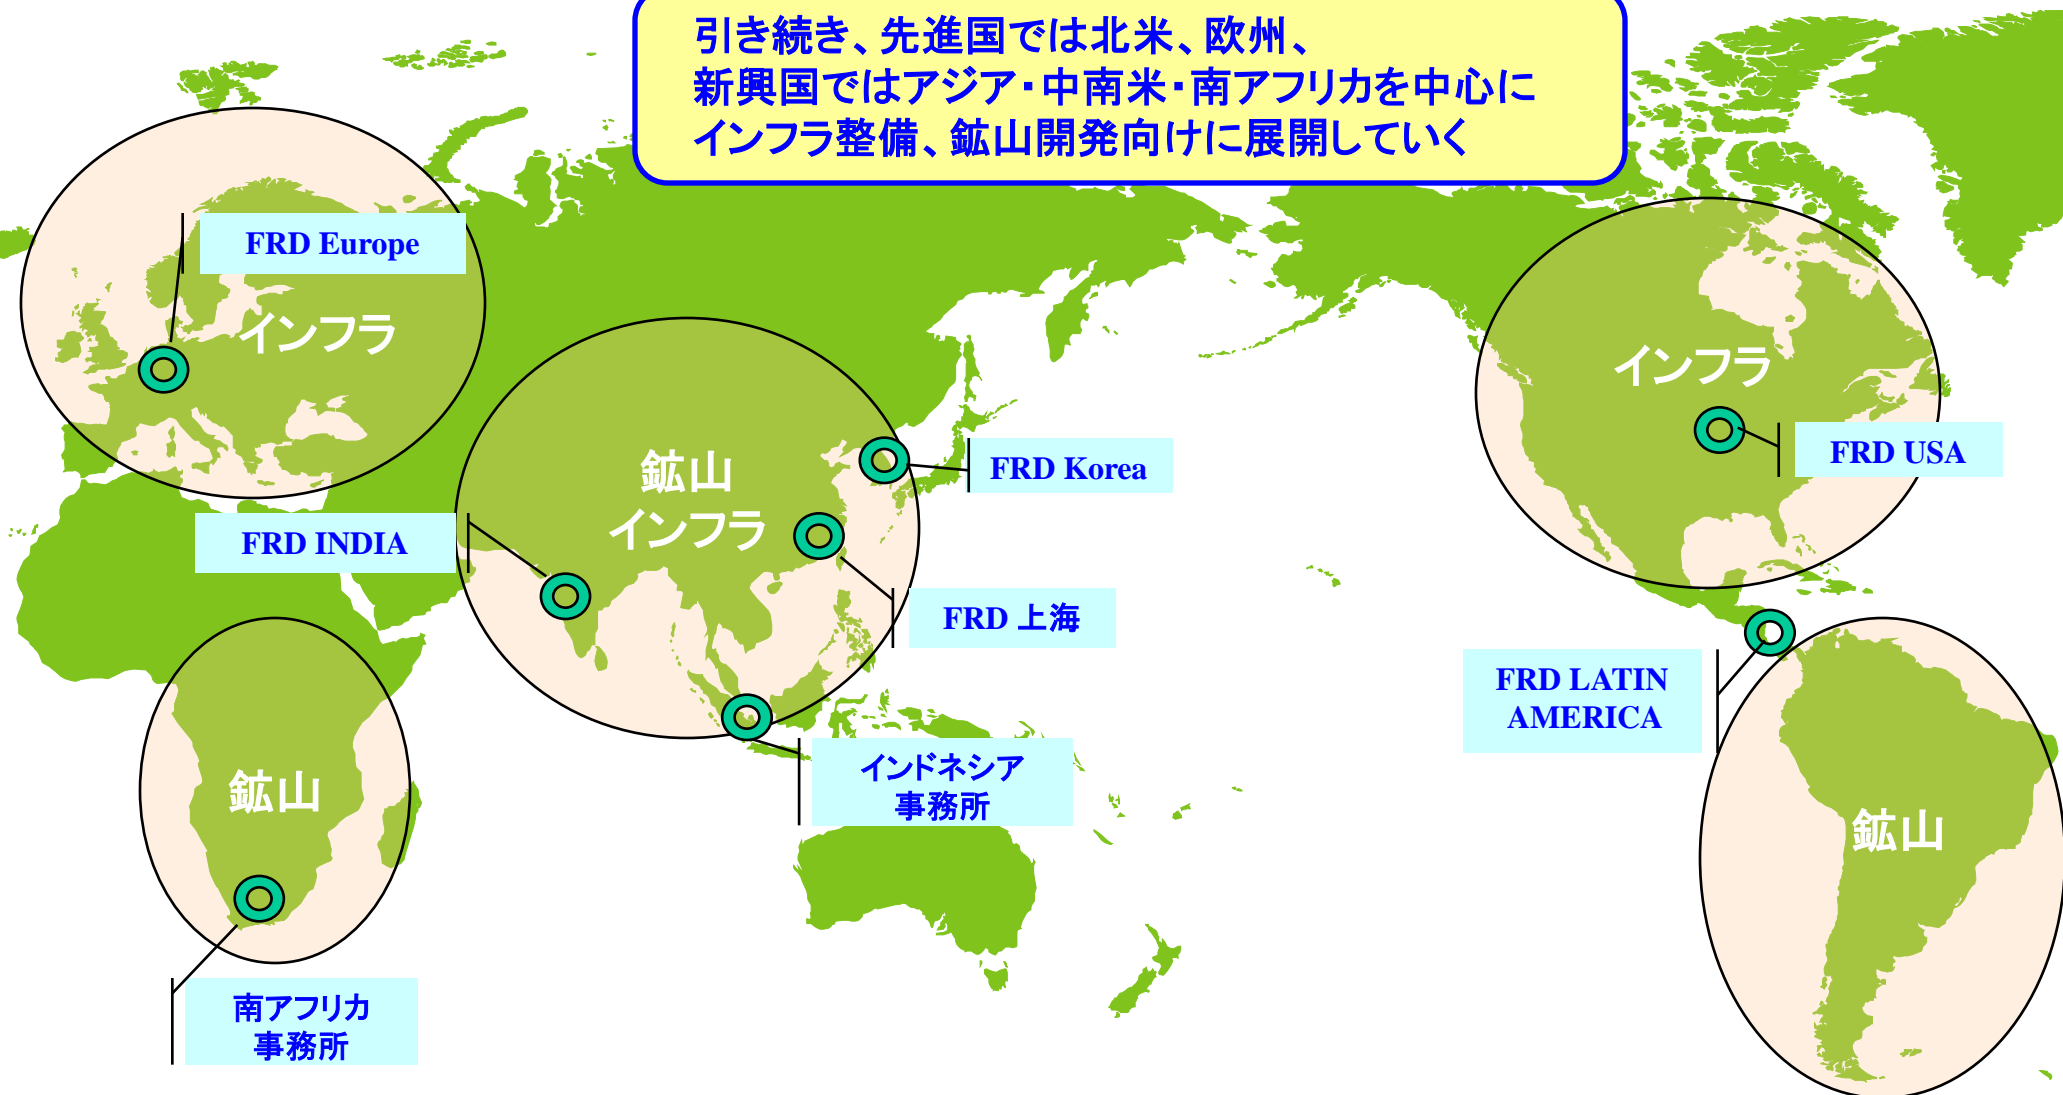 引き続き、先進国では北米、欧州、
新興国ではアジア・中南米・南アフリカを中心に
インフラ整備、鉱山開発向けに展開していく
FRD Europe
インフラ
インフラ
FRD USA
鉱山
インフラ
FRD Korea
FRD INDIA
FRD 上海
FRD LATIN
AMERICA
インドネシア
事務所
鉱山
鉱山
南アフリカ
事務所